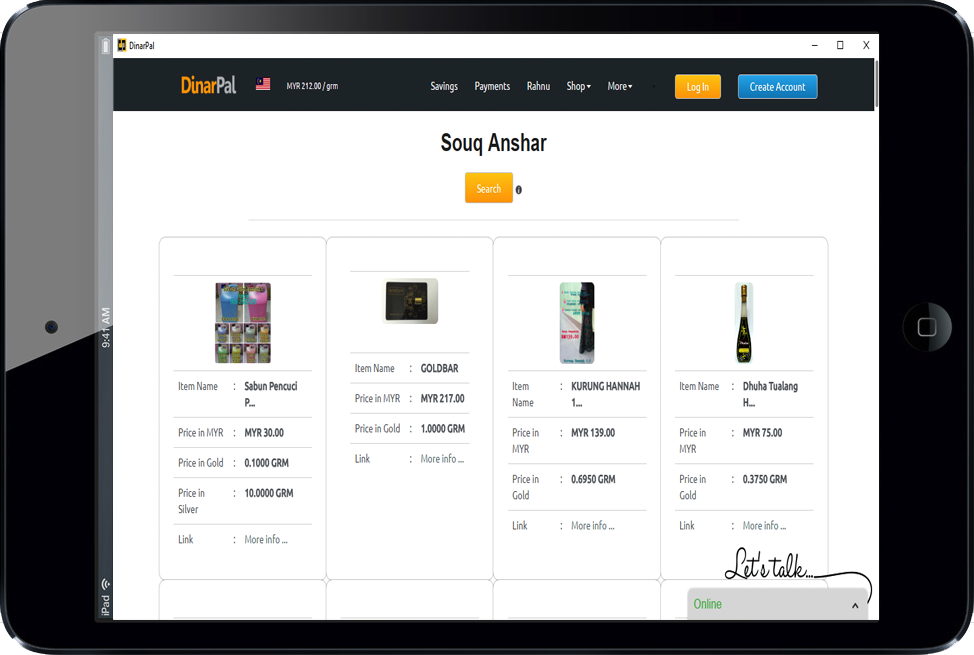 DinarPal
DinarPal
MYR 212.00 / grm
Savings
Payments
Rahnu
Shop
More
Log In
Create Account
Souq Anshar
Search
Item Name : Sabun Pencuci
P...
Price in MYR : MYR 30.00
Price in Gold : 0.1000 GRM
Price in : 10.0000 GRM
Silver
Link : More info ...
Item Name : GOLDBAR
Price in MYR : MYR 217.00
Price in Gold : 1.0000 GRM
Link : More info ...
Item : KURUNG HANNAH
Name 1...
Price in : MYR 139.00
MYR
Price in : 0.6950 GRM
Gold
Link : More info ...
Item Name : Dhuha Tualang
H...
Price in : MYR 75.00
MYR
Price in : 0.3750 GRM
Gold
Link : More info ...
Let's talk...
Online
9:41 AM
iPad